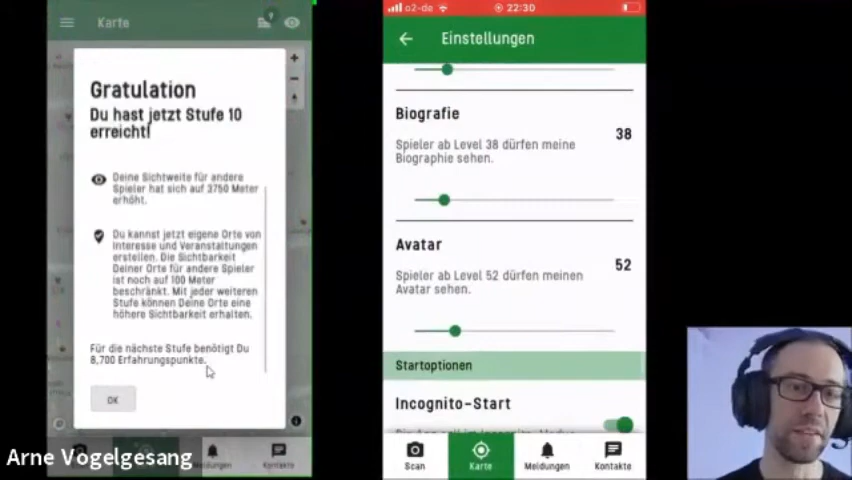 Karte
Gratulation
Du hast jetzt Stufe 10
erreicht!
Deine Sichtweite für andere
Spieler hat sich auf 3750 Meter
erhöht.
Du kannst jetzt eigene Orte von
Interesse und Veranstaltungen
erstellen. Die Sichtbarkeit
Deiner Orte für andere Spieler
ist noch auf 100 Meter
beschränkt. Mit jeder weiteren
Stufe können Deine Orte eine
höhere Sichtbarkeit erhalten.
Für die nächste Stufe benötigt Du
8,700 Erfahrungspunkte.
OK
Kontakte
Arne Vogelgesang
o2-de 22:30
Einstellungen
Biografie
38
Spieler ab Level 38 dürfen meine
Biographie sehen.
Avatar
52
Spieler ab Level 52 dürfen meinen
Avatar sehen.
Startoptionen
Incognito-Start
Scan Karte Meldungen Kontakte